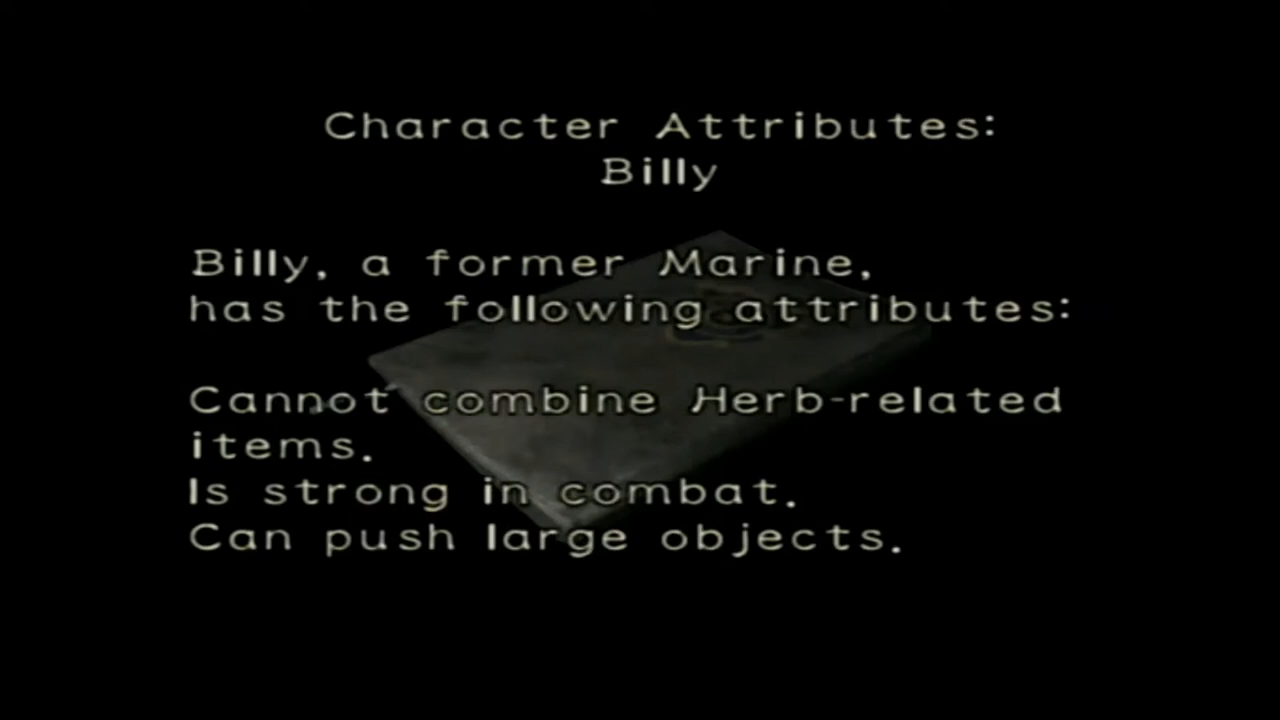 Character Attributes:
Billy
Billy, a former Marine,
has the following attributes:
Cannot combine Herb-related
items.
Is strong in combat.
Can push large objects.